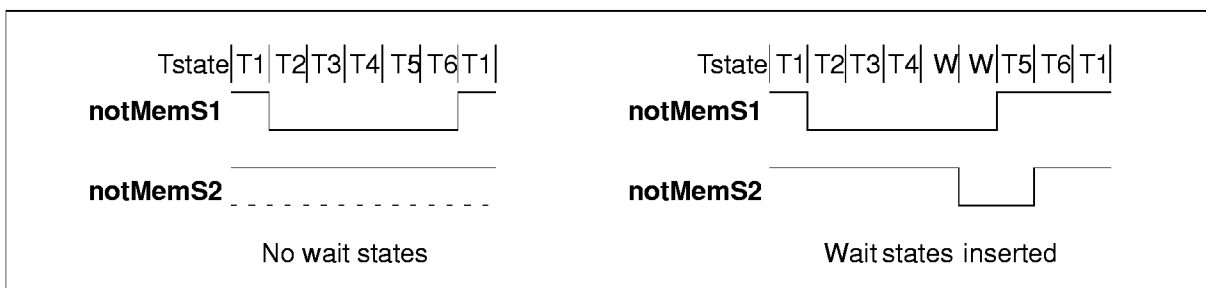 Tstate T1 T2 T3 T4 T5 T6 T1
notMemS1
notMemS2
No wait states
Tstate T1 T2 T3 T4 W W T5 T6 T1
notMemS1
notMemS2
Wait states inserted